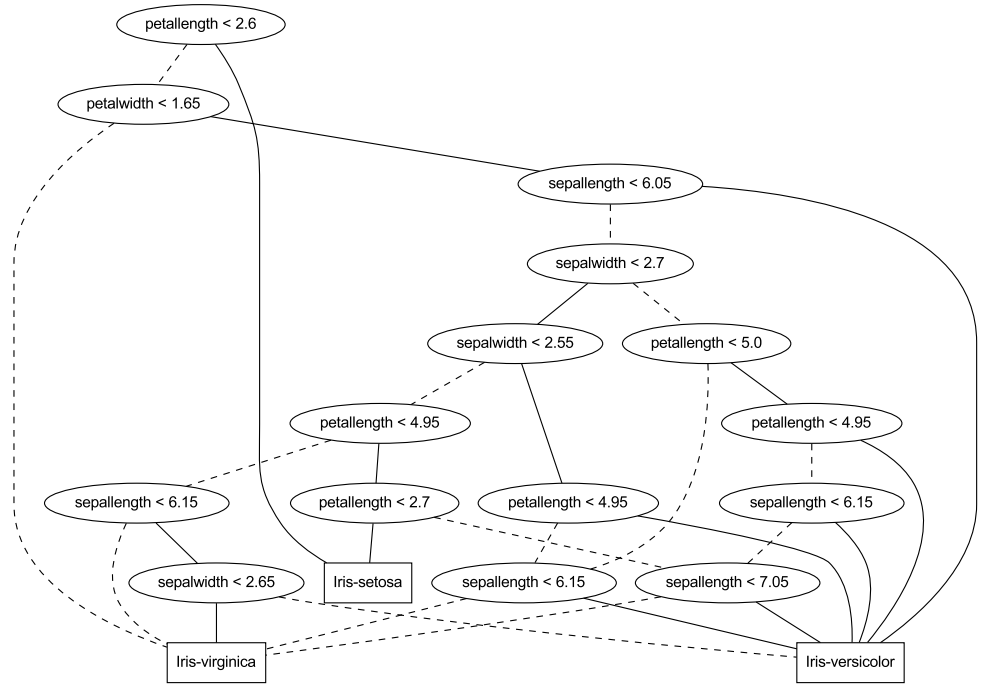 petallength < 2.6
petalwidth < 1.65
sepallength < 6.05
sepalwidth < 2.7
sepalwidth < 2.55
petallength < 5.0
petallength < 4.95
petallength < 4.95
sepallength < 6.15
petallength < 2.7
petallength < 4.95
sepallength < 6.15
sepalwidth < 2.65
Iris-setosa
sepallength < 6.15
sepallength < 7.05
Iris-virginica
Iris-versicolor